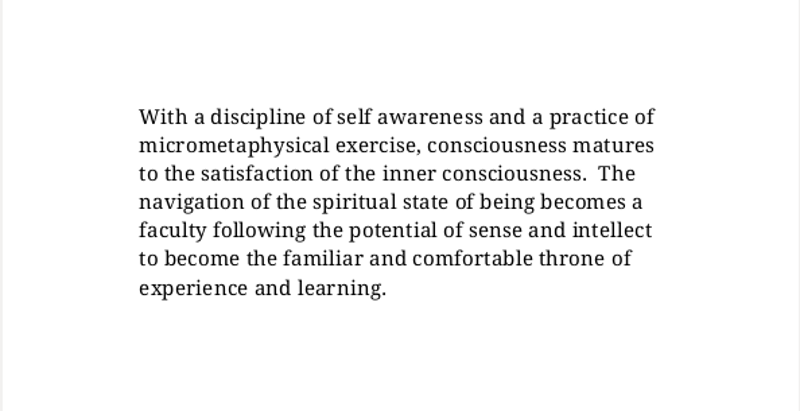 With a discipline of self awareness and a practice of
micrometaphysical exercise, consciousness matures
to the satisfaction of the inner consciousness.  The
navigation of the spiritual state of being becomes a
faculty following the potential of sense and intellect
to become the familiar and comfortable throne of
experience and learning.